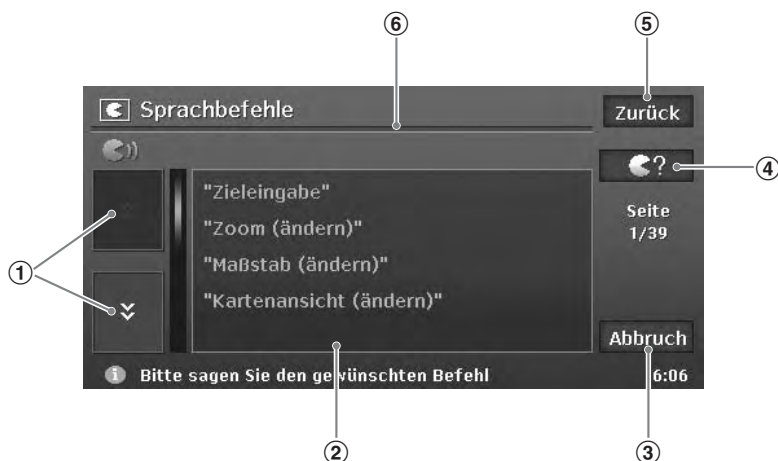 ⑥
⑤
Sprachbefehle
Zurück
?
④
"Zieleingabe"
"Zoom (ändern)"
"Maßstab (ändern)"
"Kartenansicht (ändern)"
Seite
1/39
①
Abbruch
Bitte sagen Sie den gewünschten Befehl
6:06
②
③